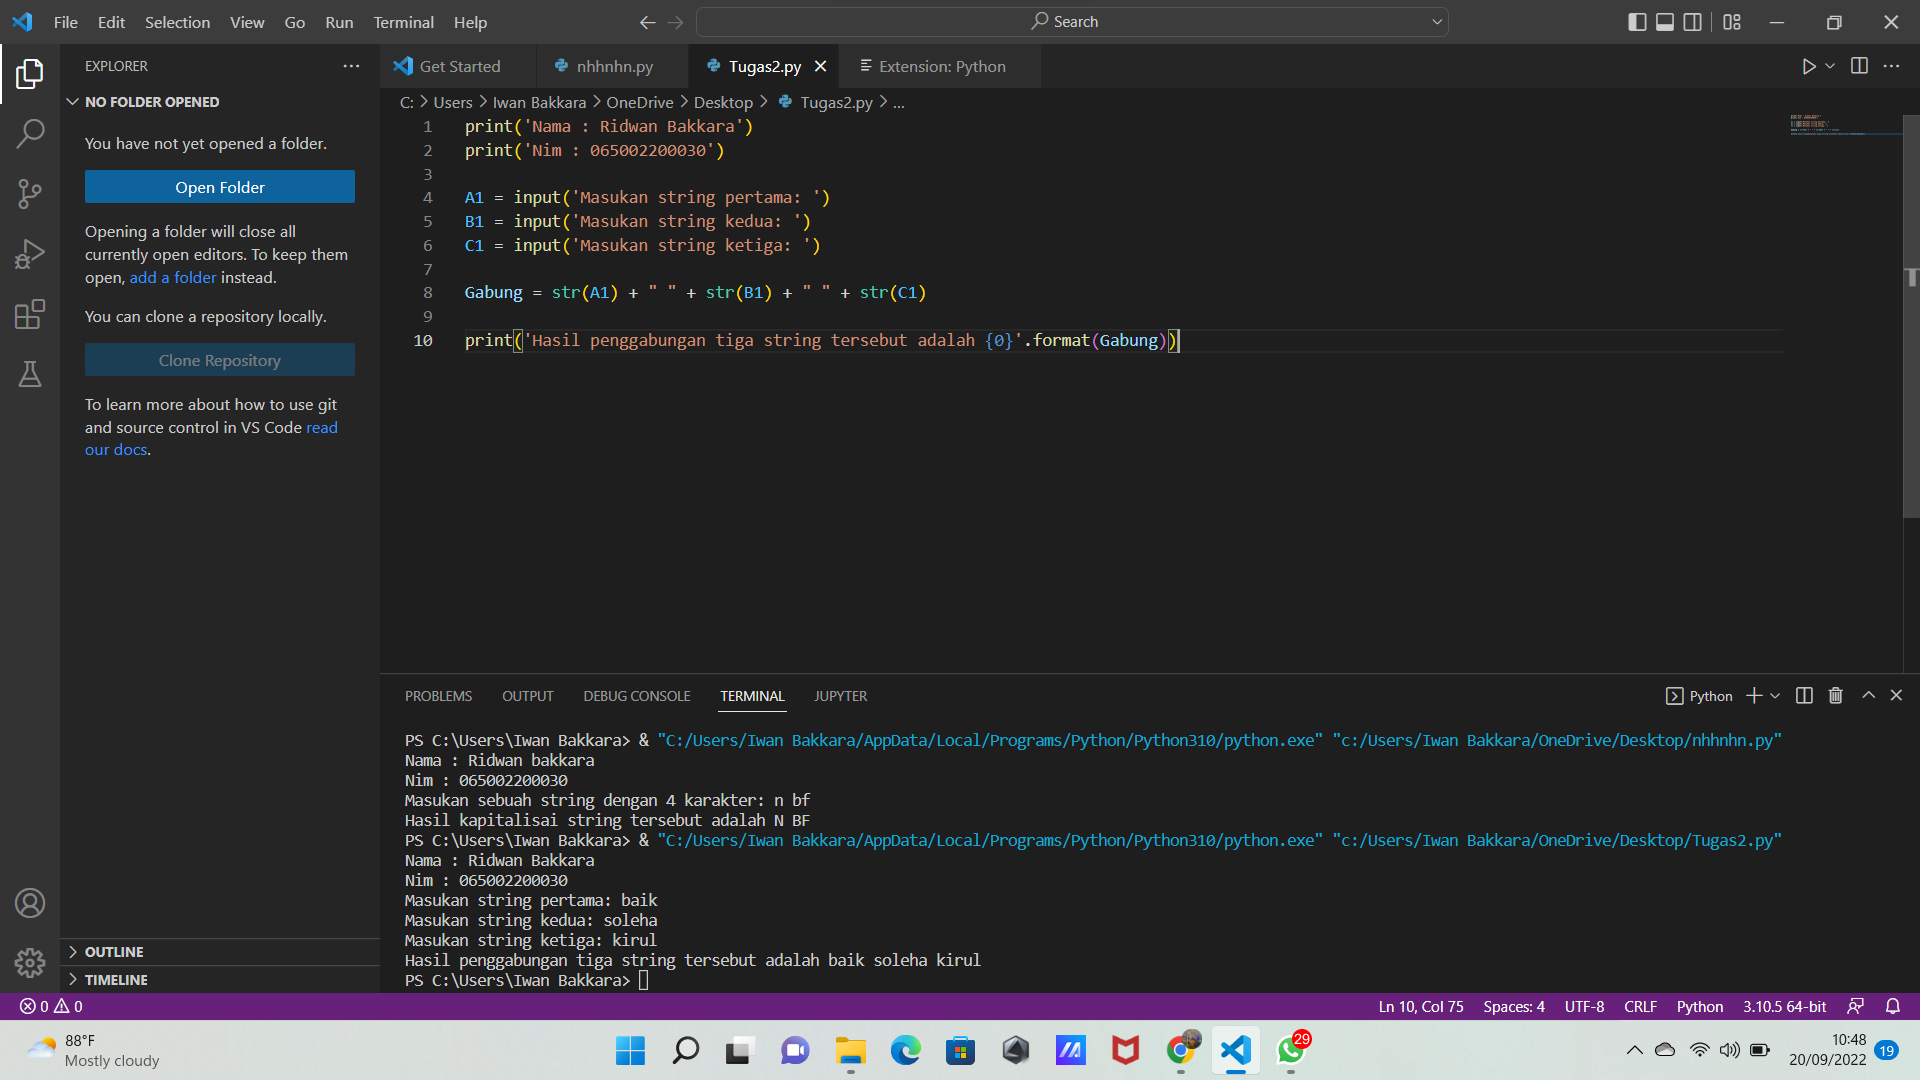 File Edit Selection View Go Run Terminal Help
Search
EXPLORER
NO FOLDER OPENED
You have not yet opened a folder.
Open Folder
Opening a folder will close all
currently open editors. To keep them
open, add a folder instead.
You can clone a repository locally.
Clone Repository
To learn more about how to use git
and source control in VS Code read
our docs.
OUTLINE
TIMELINE
Get Started nhhnhn.py Tugas2.py Extension: Python
C: > Users > Iwan Bakkara > OneDrive > Desktop > Tugas2.py > ...
1 print('Nama : Ridwan Bakkara')
2 print('Nim : 065002200030')
3
4 A1 = input('Masukan string pertama: ')
5 B1 = input('Masukan string kedua: ')
6 C1 = input('Masukan string ketiga: ')
7
8 Gabung = str(A1) + " " + str(B1) + " " + str(C1)
9
10 print('Hasil penggabungan tiga string tersebut adalah {0}'.format(Gabung))
PROBLEMS OUTPUT DEBUG CONSOLE TERMINAL JUPYTER
Python
PS C:\Users\Iwan Bakkara> & "C:/Users/Iwan Bakkara/AppData/Local/Programs/Python/Python310/python.exe" "c:/Users/Iwan Bakkara/OneDrive/Desktop/nhhnhn.py"
Nama : Ridwan bakkara
Nim : 065002200030
Masukan sebuah string dengan 4 karakter: n bf
Hasil kapitalisai string tersebut adalah N BF
PS C:\Users\Iwan Bakkara> & "C:/Users/Iwan Bakkara/AppData/Local/Programs/Python/Python310/python.exe" "c:/Users/Iwan Bakkara/OneDrive/Desktop/Tugas2.py"
Nama : Ridwan Bakkara
Nim : 065002200030
Masukan string pertama: baik
Masukan string kedua: soleha
Masukan string ketiga: kirul
Hasil penggabungan tiga string tersebut adalah baik soleha kirul
PS C:\Users\Iwan Bakkara>
0 0
Ln 10, Col 75 Spaces: 4 UTF-8 CRLF Python 3.10.5 64-bit
88°F
Mostly cloudy
29
10:48
20/09/2022
19